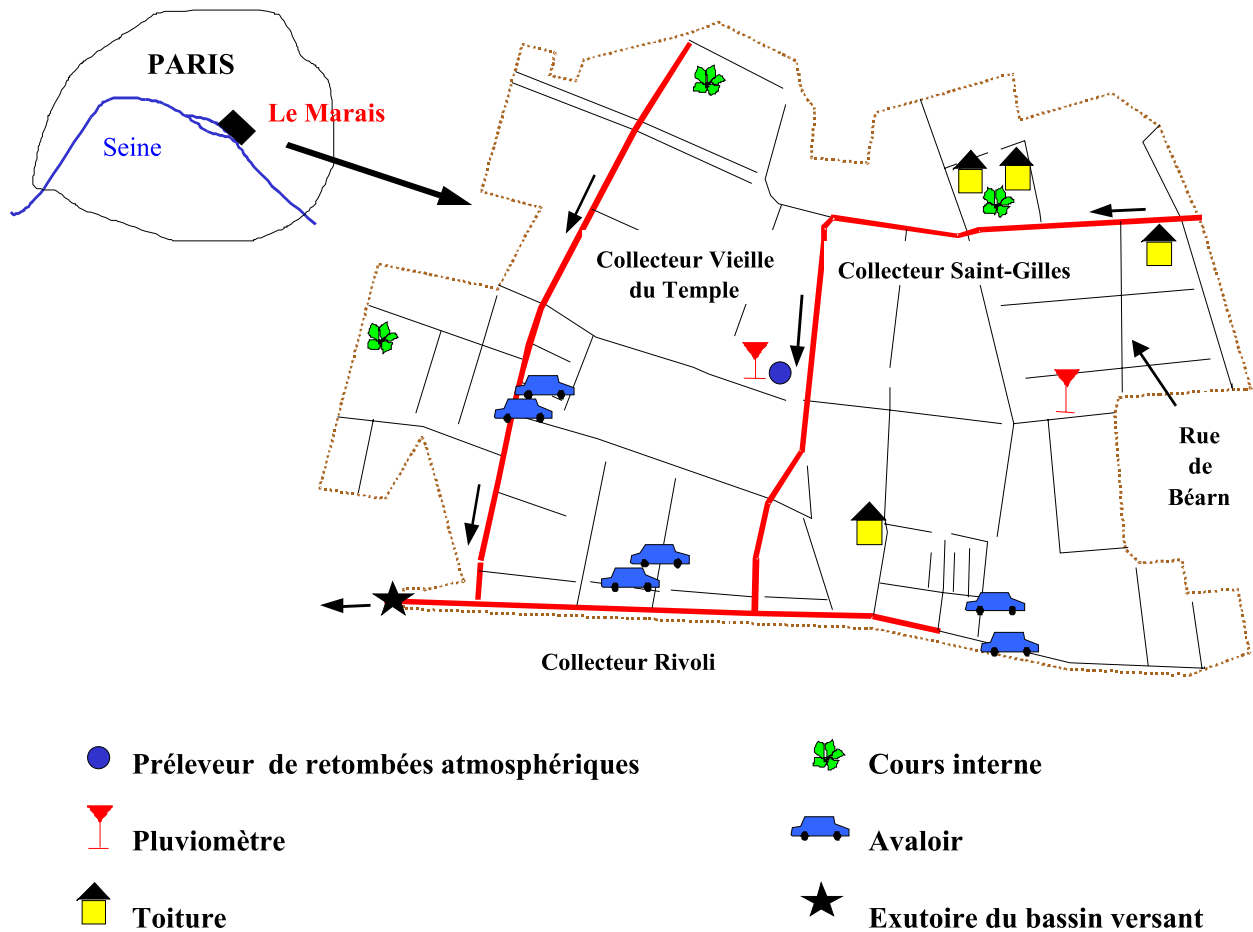 PARIS
Le Marais
Seine
Collecteur Vieille
du Temple
Collecteur Saint-Gilles
Rue
de
Béarn
Collecteur Rivoli
Préleveur de retombées atmosphériques
Cours interne
Pluviomètre
Avaloir
Toiture
Exutoire du bassin versant